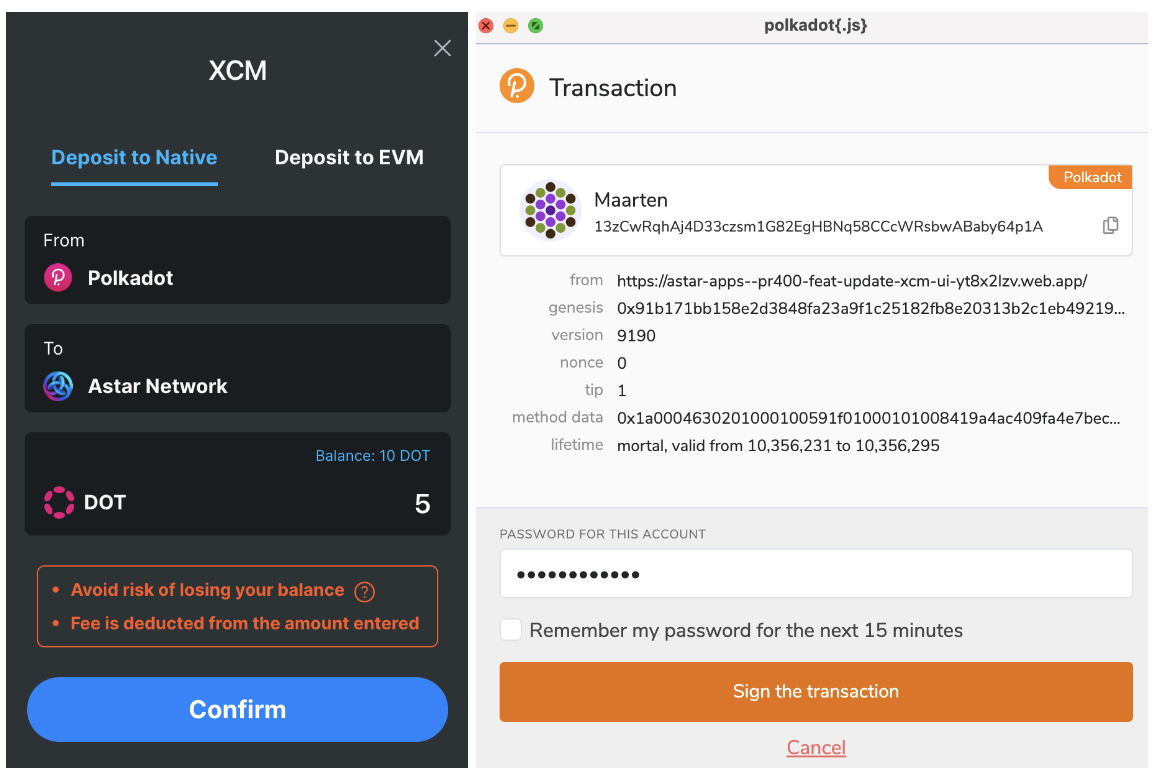 XCM
Deposit to Native
Deposit to EVM
From
Polkadot
To
Astar Network
Balance: 10 DOT
DOT
5
• Avoid risk of losing your balance ?
• Fee is deducted from the amount entered
Confirm
polkadot{.js}
Transaction
Polkadot
Maarten
13zCwRqhAj4D33czsm1G82EgHBNq58CCcWRsbwABaby64p1A
from https://astar-apps--pr400-feat-update-xcm-ui-yt8x2lzv.web.app/
genesis 0x91b171bb158e2d3848fa23a9f1c25182fb8e20313b2c1eb49219...
version 9190
nonce 0
tip 1
method data 0x1a0004630201000100591f01000101008419a4ac409fa4e7bec...
lifetime mortal, valid from 10,356,231 to 10,356,295
PASSWORD FOR THIS ACCOUNT
••••••••••••
Remember my password for the next 15 minutes
Sign the transaction
Cancel